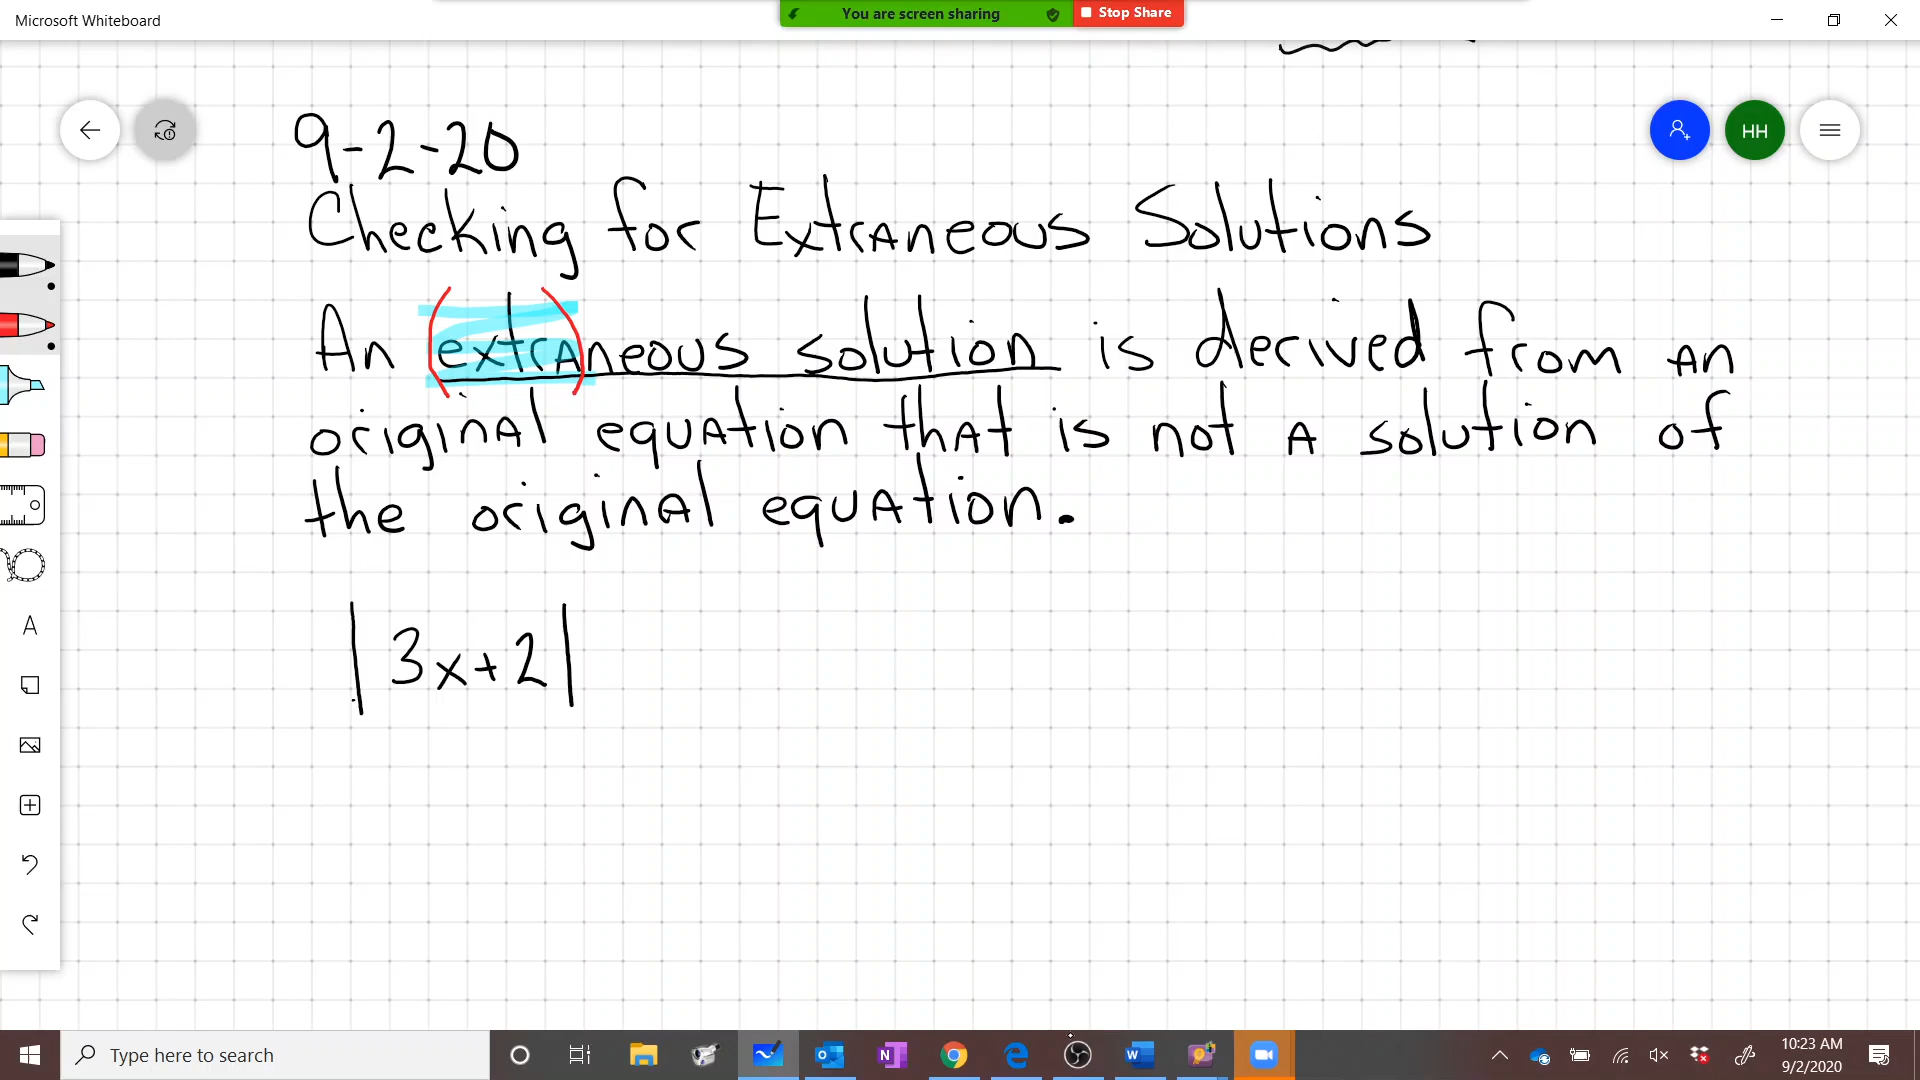 Microsoft Whiteboard
You are screen sharing
Stop Share
9-2-20
HH
Checking for Extraneous Solutions
An (extra)neous solution is derived from an
original equation that is not a solution of
the original equation.
|3x+2|
Type here to search
10:23 AM
9/2/2020